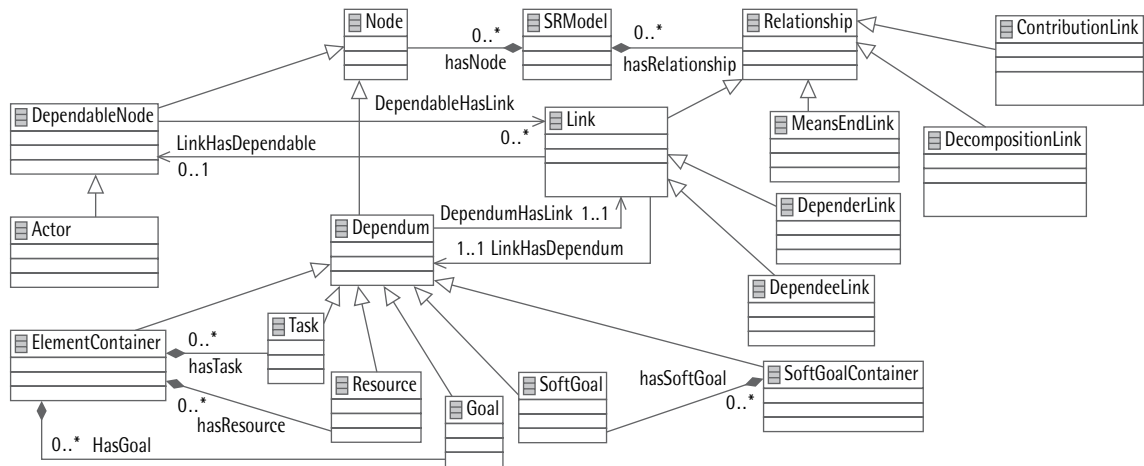 Node
0..*
SRModel
0..*
Relationship
ContributionLink
hasNode
hasRelationship
DependableNode
DependableHasLink
Link
MeansEndLink
DecompositionLink
0..*
LinkHasDependable
0..1
Actor
Dependum
DependumHasLink 1..1
DependerLink
1..1 LinkHasDependum
DependeeLink
ElementContainer
0..*
Task
hasTask
hasSoftGoal
SoftGoalContainer
Resource
SoftGoal
0..*
0..*
hasResource
Goal
0..* HasGoal